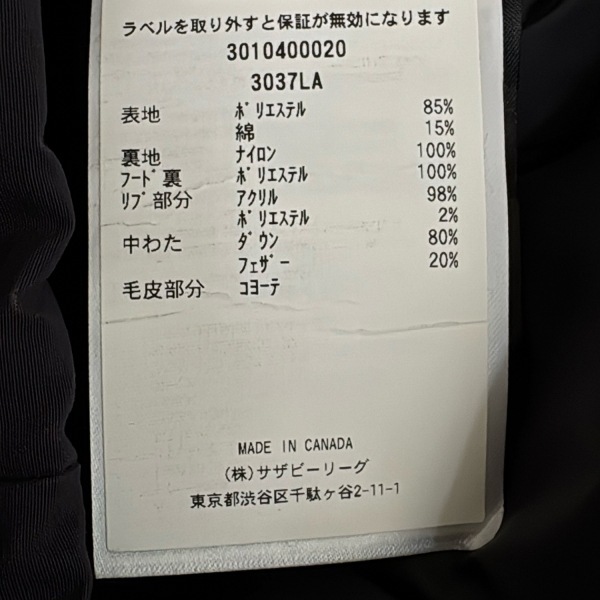 ラベルを取り外すと保証が無効になります
3010400020
3037LA
表地 ﾎﾟﾘｴｽﾃﾙ 85%
綿 15%
裏地 ﾅｲﾛﾝ 100%
ﾌｰﾄﾞ裏 ﾎﾟﾘｴｽﾃﾙ 100%
ﾘﾌﾞ部分 ｱｸﾘﾙ 98%
ﾎﾟﾘｴｽﾃﾙ 2%
中わた ﾀﾞｳﾝ 80%
ﾌｪｻﾞｰ 20%
毛皮部分 ｺﾖｰﾃ
MADE IN CANADA
(株)サザビーリーグ
東京都渋谷区千駄ヶ谷2-11-1